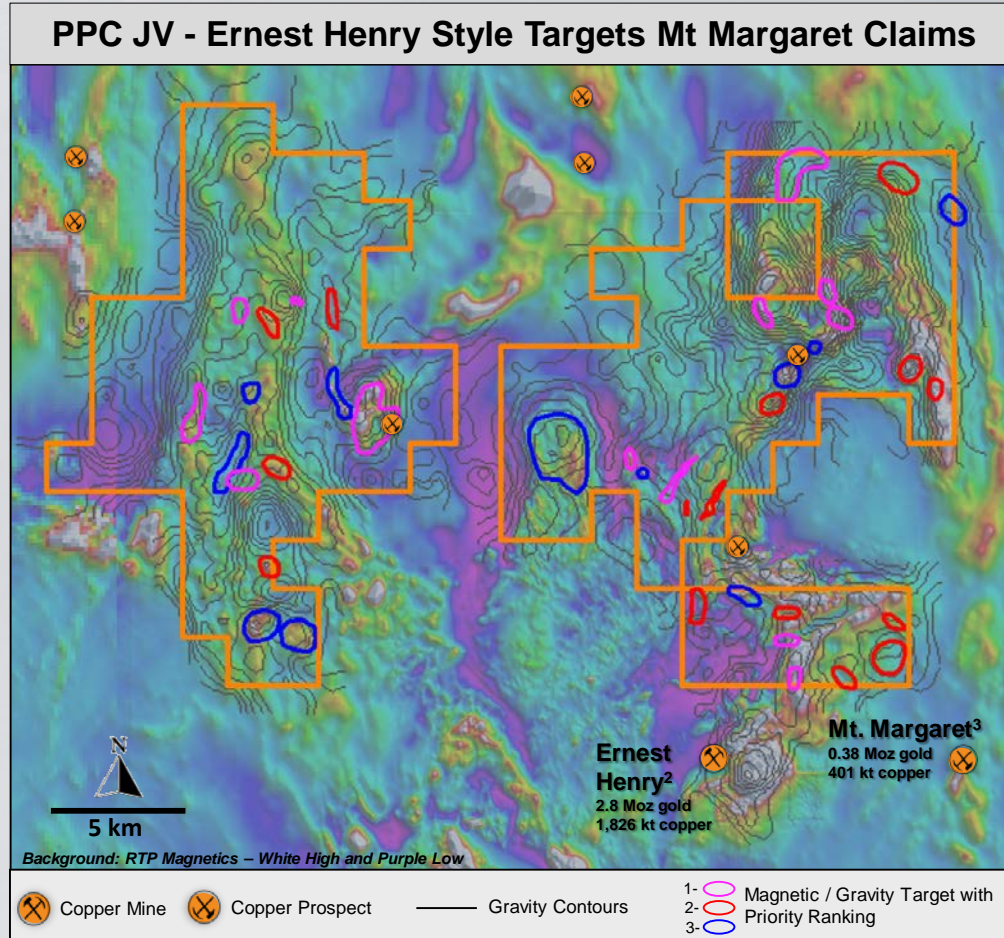 PPC JV - Ernest Henry Style Targets Mt Margaret Claims
Ernest
Henry²
2.8 Moz gold
1,826 kt copper
Mt. Margaret³
0.38 Moz gold
401 kt copper
N
5 km
Background: RTP Magnetics – White High and Purple Low
Copper Mine
Copper Prospect
Gravity Contours
1-
2-
3-
Magnetic / Gravity Target with
Priority Ranking